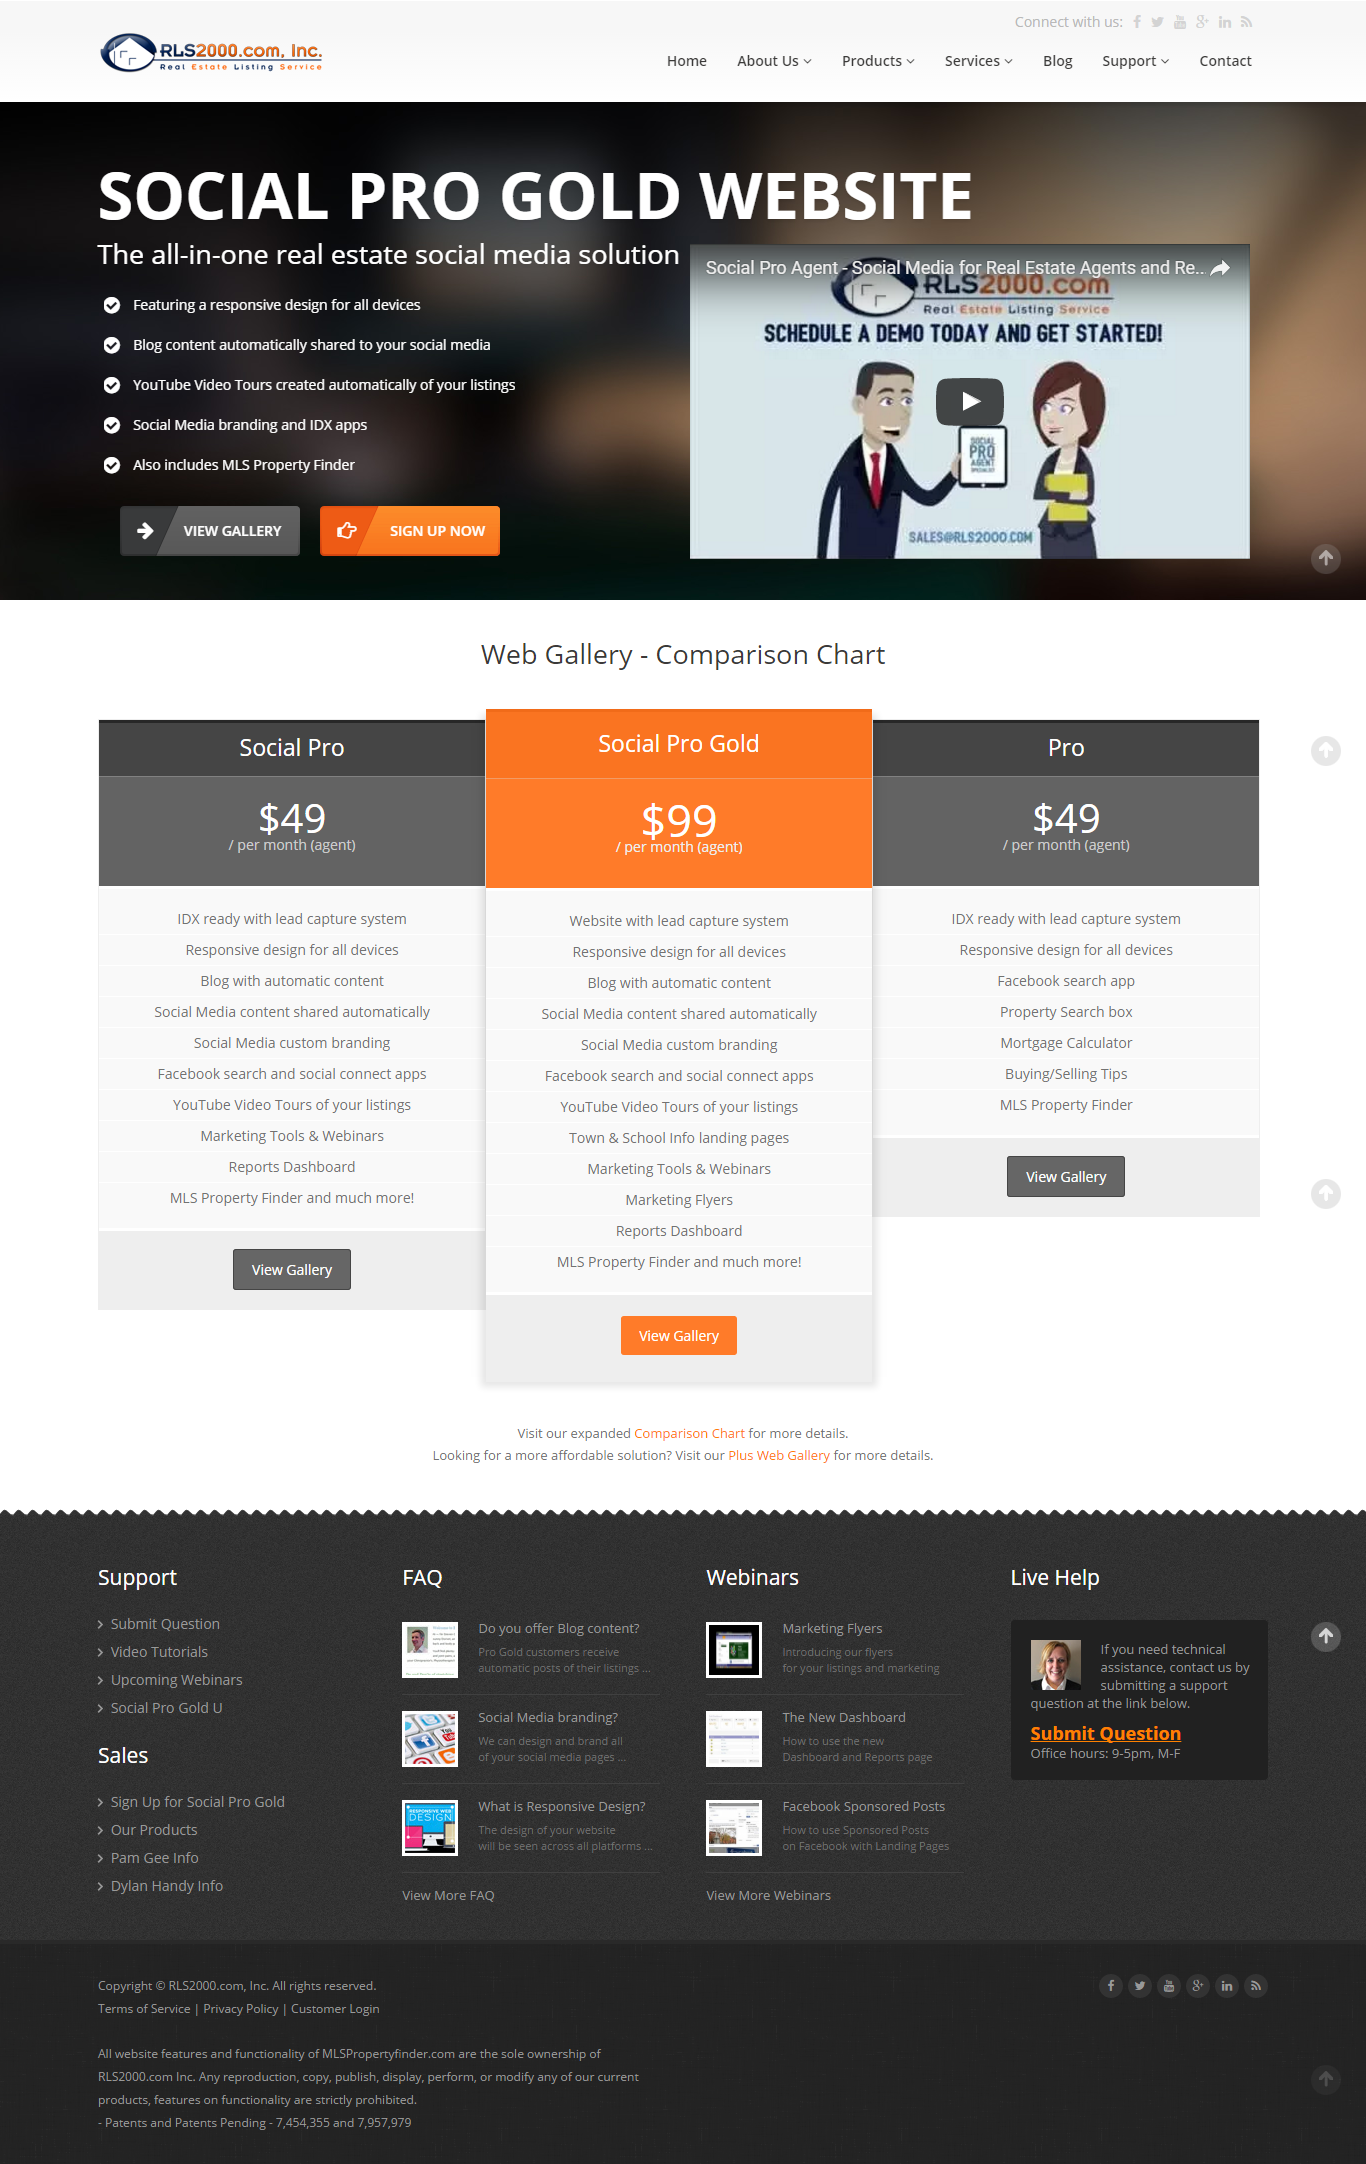 Connect with us:
RLS2000.com, Inc.
Real Estate Listing Service
Home
About Us
Products
Services
Blog
Support
Contact
SOCIAL PRO GOLD WEBSITE
The all-in-one real estate social media solution
Featuring a responsive design for all devices
Blog content automatically shared to your social media
YouTube Video Tours created automatically of your listings
Social Media branding and IDX apps
Also includes MLS Property Finder
VIEW GALLERY
SIGN UP NOW
Social Pro Agent - Social Media for Real Estate Agents and Re...
RLS2000.com
Real Estate Listing Service
SCHEDULE A DEMO TODAY AND GET STARTED!
SOCIAL
PRO
AGENT
SALES@RLS2000.COM
Web Gallery - Comparison Chart
Social Pro
$49
/ per month (agent)
IDX ready with lead capture system
Responsive design for all devices
Blog with automatic content
Social Media content shared automatically
Social Media custom branding
Facebook search and social connect apps
YouTube Video Tours of your listings
Marketing Tools & Webinars
Reports Dashboard
MLS Property Finder and much more!
View Gallery
Social Pro Gold
$99
/ per month (agent)
Website with lead capture system
Responsive design for all devices
Blog with automatic content
Social Media content shared automatically
Social Media custom branding
Facebook search and social connect apps
YouTube Video Tours of your listings
Town & School Info landing pages
Marketing Tools & Webinars
Marketing Flyers
Reports Dashboard
MLS Property Finder and much more!
View Gallery
Pro
$49
/ per month (agent)
IDX ready with lead capture system
Responsive design for all devices
Facebook search app
Property Search box
Mortgage Calculator
Buying/Selling Tips
MLS Property Finder
View Gallery
Visit our expanded Comparison Chart for more details.
Looking for a more affordable solution? Visit our Plus Web Gallery for more details.
Support
Submit Question
Video Tutorials
Upcoming Webinars
Social Pro Gold U
Sales
Sign Up for Social Pro Gold
Our Products
Pam Gee Info
Dylan Handy Info
FAQ
Do you offer Blog content?
Pro Gold customers receive
automatic posts of their listings ...
Social Media branding?
We can design and brand all
of your social media pages ...
RESPONSIVE WEB
DESIGN
What is Responsive Design?
The design of your website
will be seen across all platforms ...
View More FAQ
Webinars
Marketing Flyers
Introducing our flyers
for your listings and marketing
The New Dashboard
How to use the new
Dashboard and Reports page
Facebook Sponsored Posts
How to use Sponsored Posts
on Facebook with Landing Pages
View More Webinars
Live Help
If you need technical
assistance, contact us by
submitting a support
question at the link below.
Submit Question
Office hours: 9-5pm, M-F
Copyright © RLS2000.com, Inc. All rights reserved.
Terms of Service | Privacy Policy | Customer Login
All website features and functionality of MLSPropertyfinder.com are the sole ownership of
RLS2000.com Inc. Any reproduction, copy, publish, display, perform, or modify any of our current
products, features on functionality are strictly prohibited.
- Patents and Patents Pending - 7,454,355 and 7,957,979